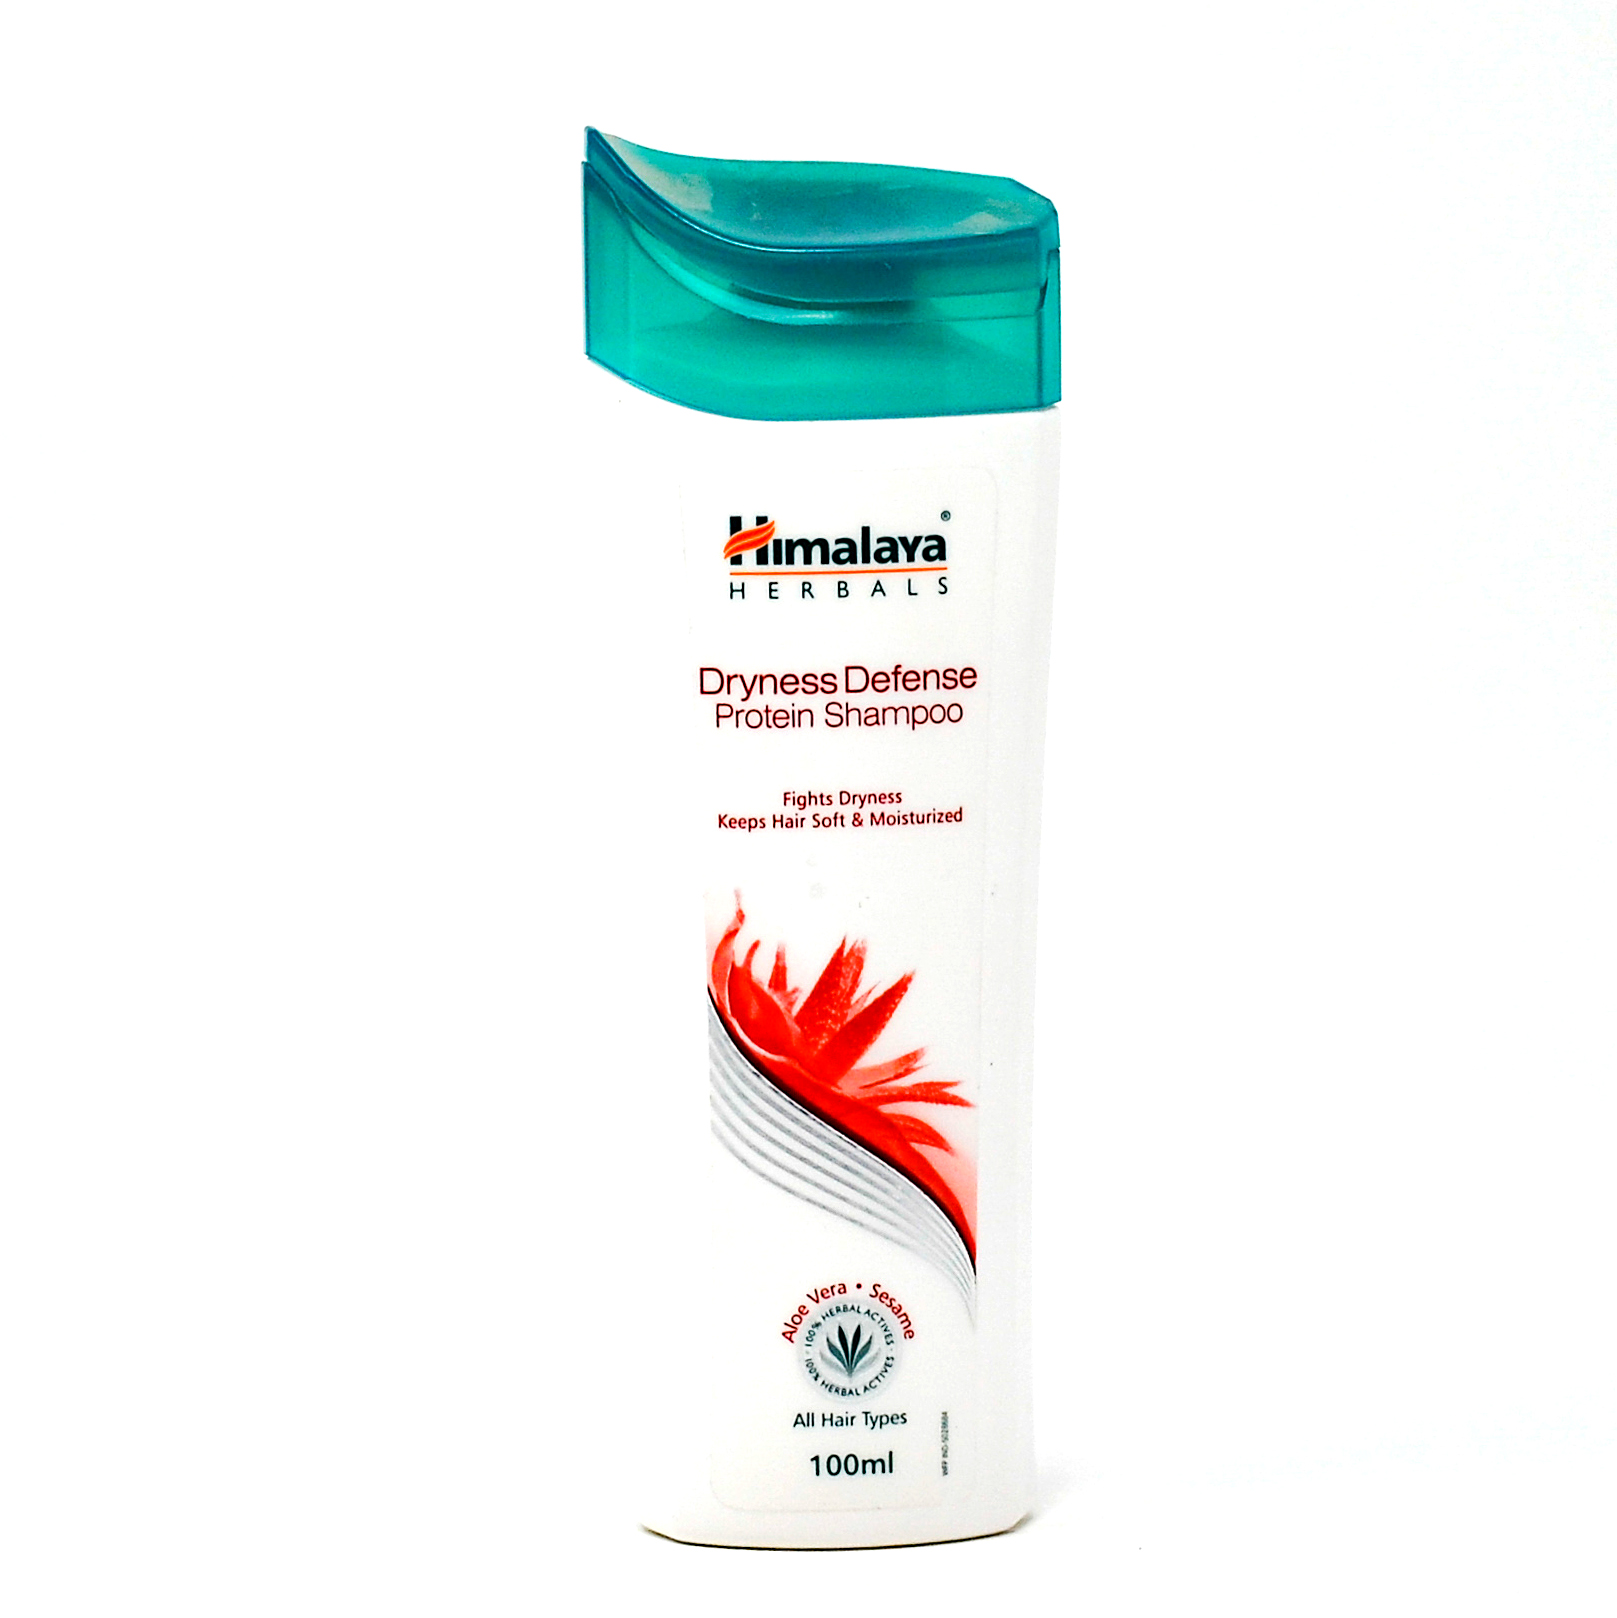 Himalaya®
HERBALS
Dryness Defense
Protein Shampoo
Fights Dryness
Keeps Hair Soft & Moisturized
Aloe Vera • Sesame
100% HERBAL ACTIVES · 100% HERBAL ACTIVES ·
All Hair Types
100ml